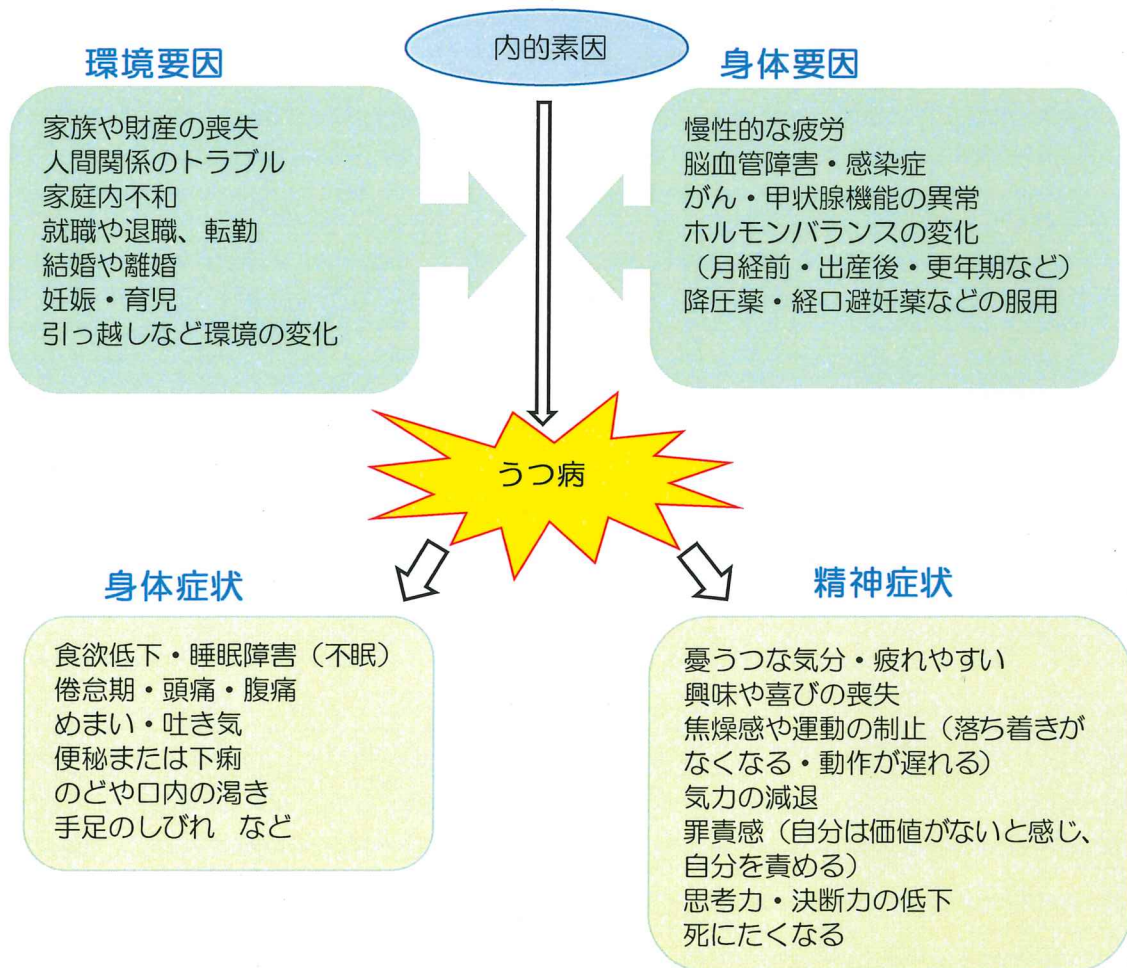 内的素因
環境要因
家族や財産の喪失
人間関係のトラブル
家庭内不和
就職や退職、転勤
結婚や離婚
妊娠・育児
引っ越しなど環境の変化
身体要因
慢性的な疲労
脳血管障害・感染症
がん・甲状腺機能の異常
ホルモンバランスの変化
（月経前・出産後・更年期など）
降圧薬・経口避妊薬などの服用
うつ病
身体症状
食欲低下・睡眠障害（不眠）
倦怠期・頭痛・腹痛
めまい・吐き気
便秘または下痢
のどや口内の渇き
手足のしびれ　など
精神症状
憂うつな気分・疲れやすい
興味や喜びの喪失
焦燥感や運動の制止（落ち着きが
なくなる・動作が遅れる）
気力の減退
罪責感（自分は価値がないと感じ、
自分を責める）
思考力・決断力の低下
死にたくなる